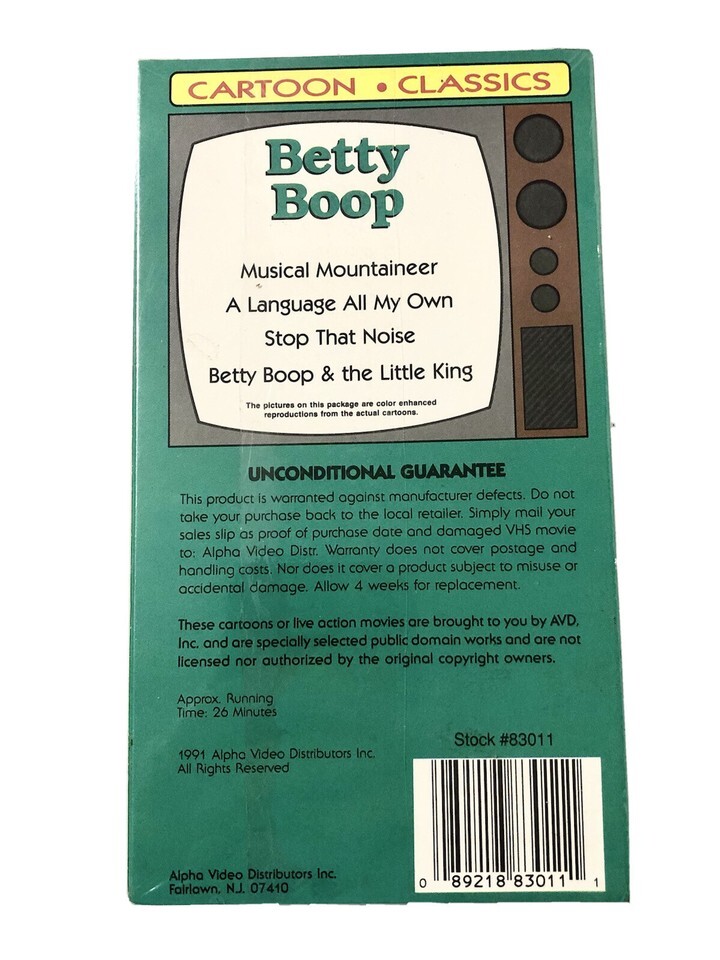 CARTOON • CLASSICS
Betty
Boop
Musical Mountaineer
A Language All My Own
Stop That Noise
Betty Boop & the Little King
The pictures on this package are color enhanced
reproductions from the actual cartoons.
UNCONDITIONAL GUARANTEE
This product is warranted against manufacturer defects. Do not
take your purchase back to the local retailer. Simply mail your
sales slip as proof of purchase date and damaged VHS movie
to: Alpha Video Distr. Warranty does not cover postage and
handling costs. Nor does it cover a product subject to misuse or
accidental damage. Allow 4 weeks for replacement.
These cartoons or live action movies are brought to you by AVD,
Inc. and are specially selected public domain works and are not
licensed nor authorized by the original copyright owners.
Approx. Running
Time: 26 Minutes
Stock #83011
1991 Alpha Video Distributors Inc.
All Rights Reserved
Alpha Video Distributors Inc.
Fairlawn, N.J. 07410
0 89218 83011 1